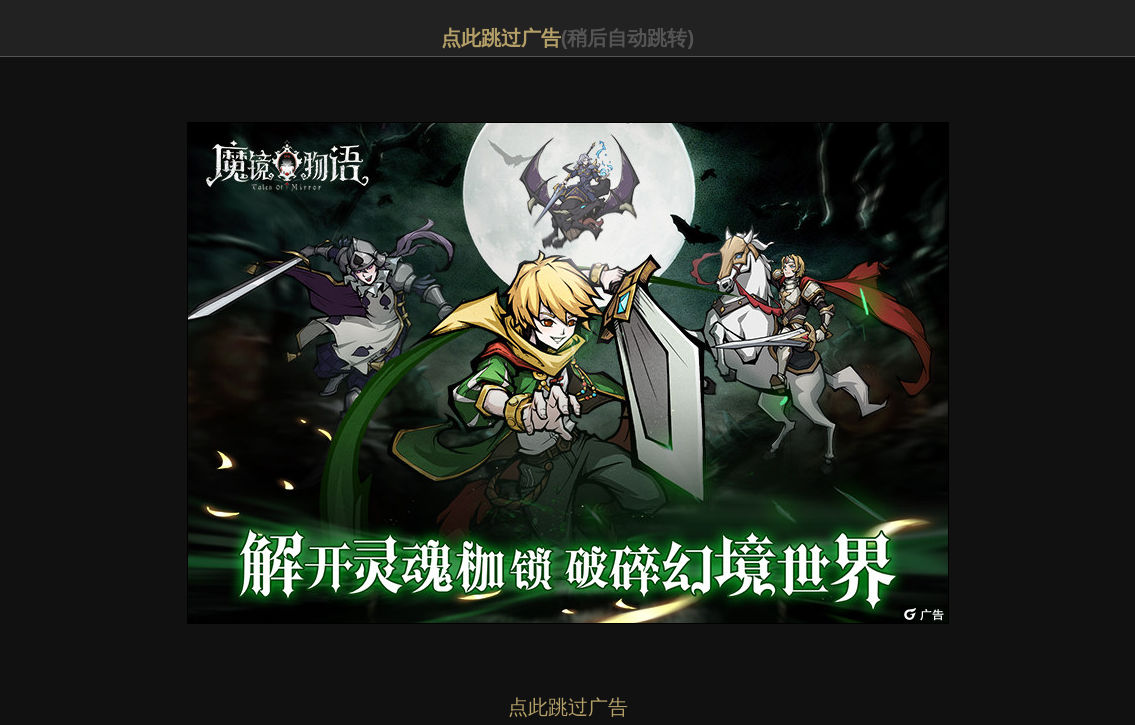 点此跳过广告(稍后自动跳转)
魔镜物语
Tales Of Mirror
解开灵魂枷锁 破碎幻境世界
广告
点此跳过广告